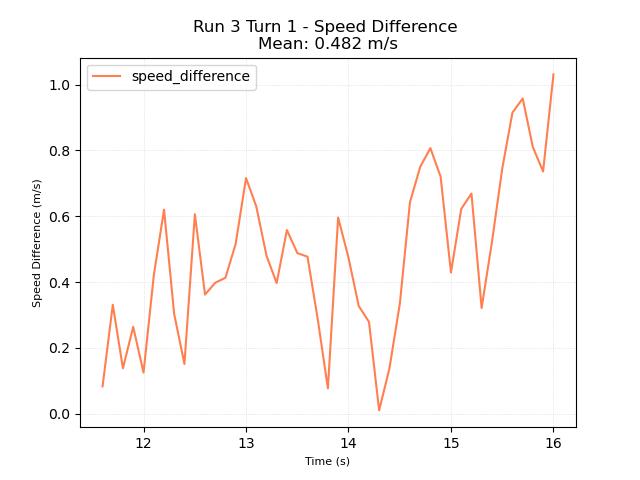 Run 3 Turn 1 - Speed Difference
Mean: 0.482 m/s
speed_difference
1.0
0.8
0.6
0.4
0.2
0.0
Speed Difference (m/s)
12 13 14 15 16
Time (s)